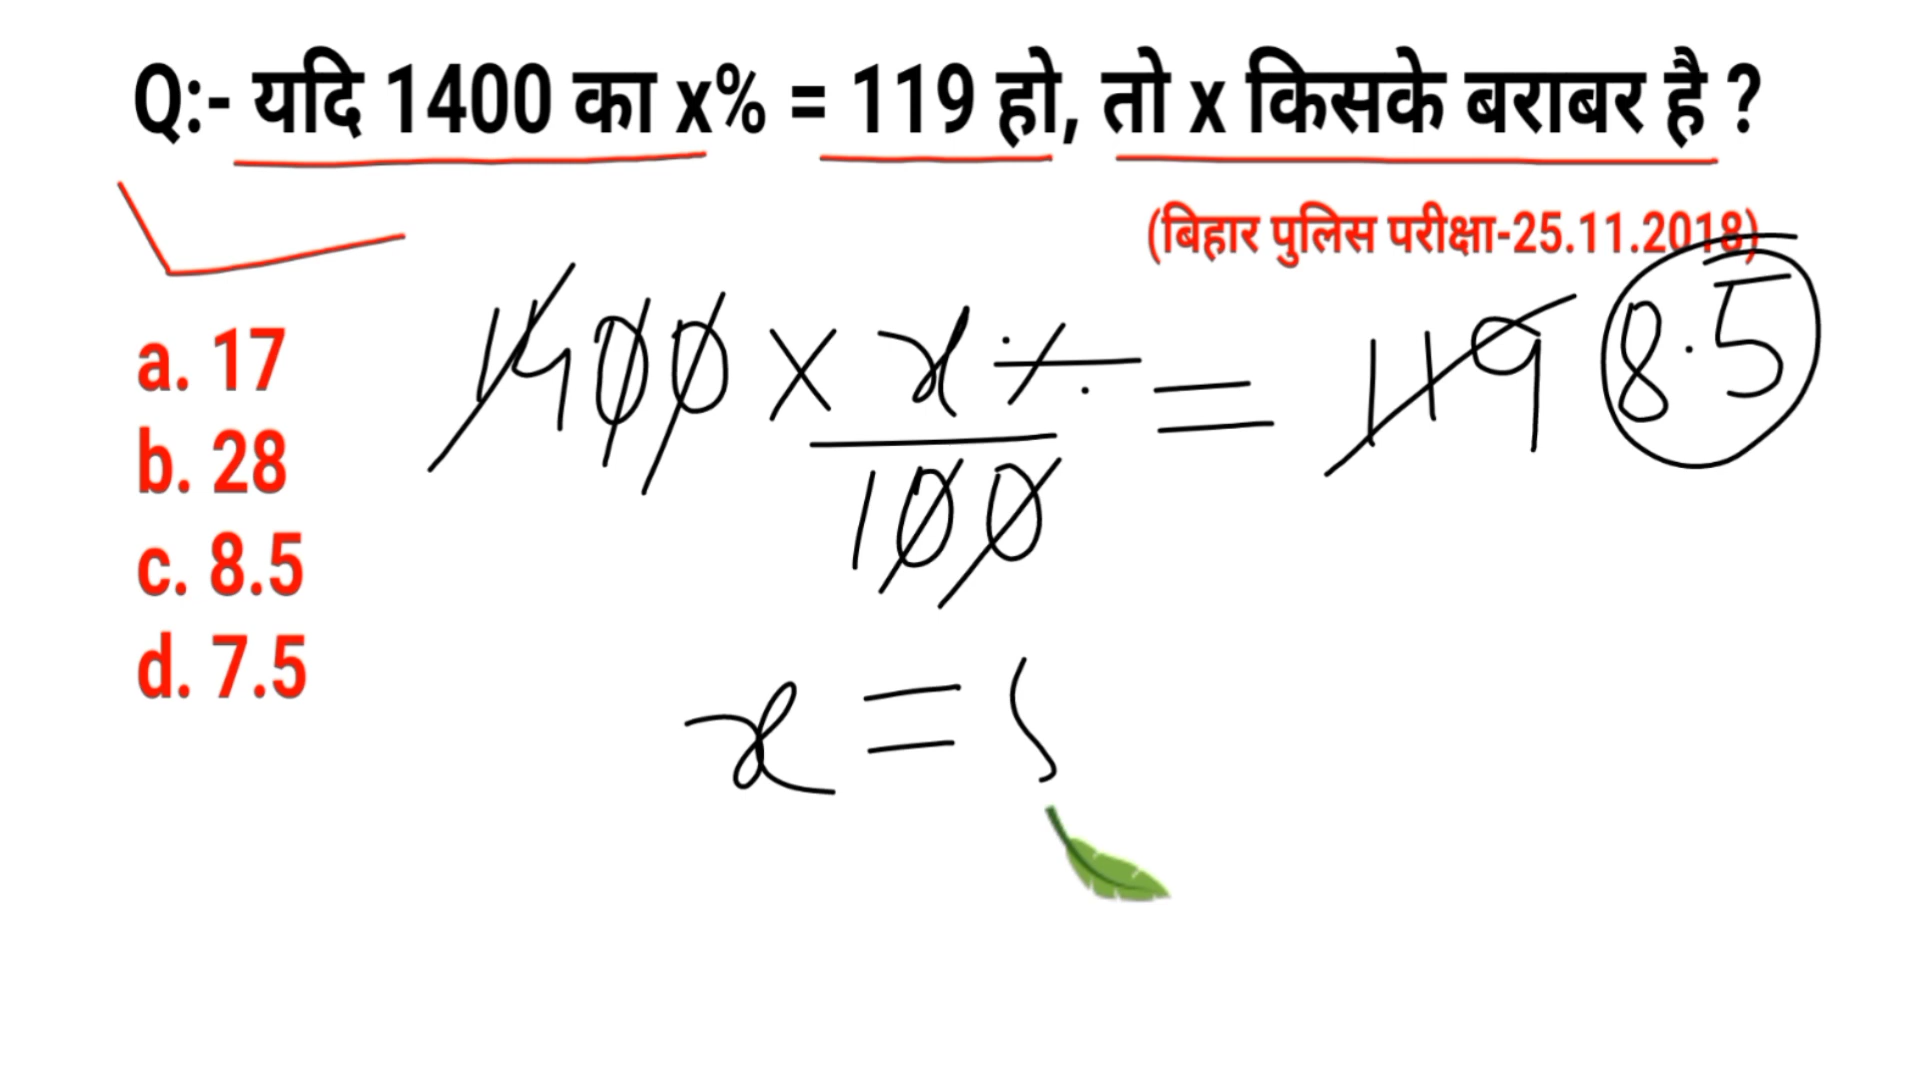 Q:- यदि 1400 का x% = 119 हो, तो x किसके बराबर है ?
(बिहार पुलिस परीक्षा-25.11.2018)
a. 17
b. 28
c. 8.5
d. 7.5
1400 × x% = 119 8.5
100
x =